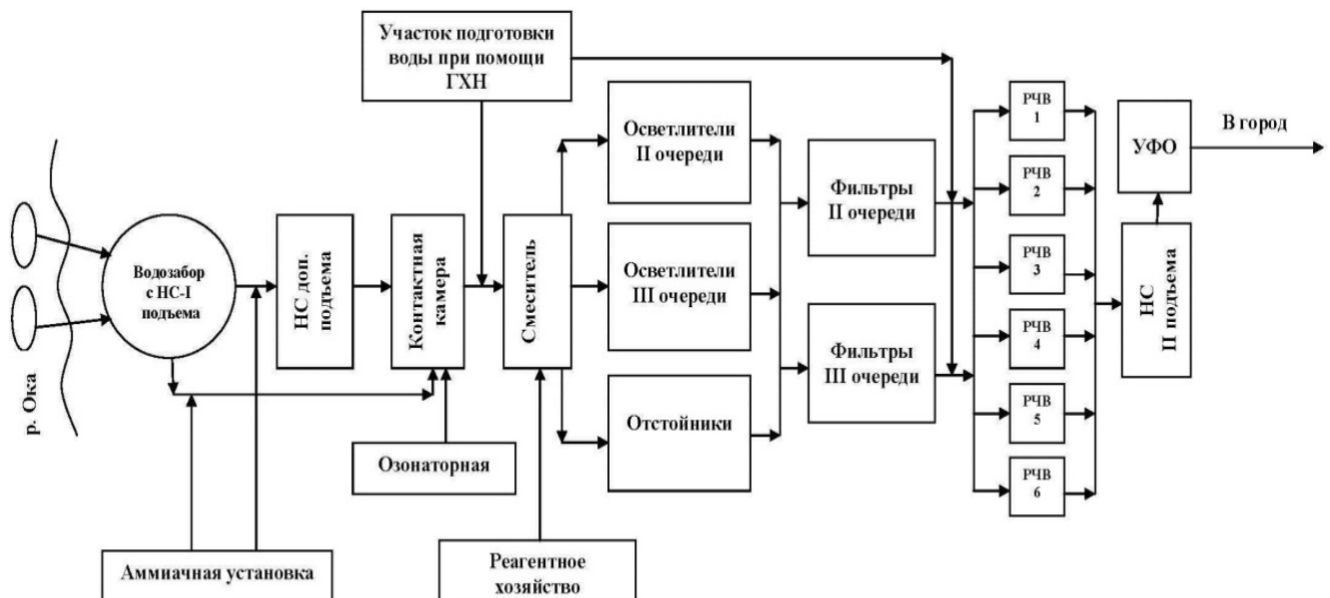 Участок подготовки
воды при помощи
ГХН
р. Ока
Водозабор
с НС-I
подъема
НС доп.
подъема
Контактная
камера
Смеситель
Осветлители
II очереди
Осветлители
III очереди
Отстойники
Фильтры
II очереди
Фильтры
III очереди
РЧВ
1
РЧВ
2
РЧВ
3
РЧВ
4
РЧВ
5
РЧВ
6
УФО
НС
II подъема
В город
Озонаторная
Аммиачная установка
Реагентное
хозяйство